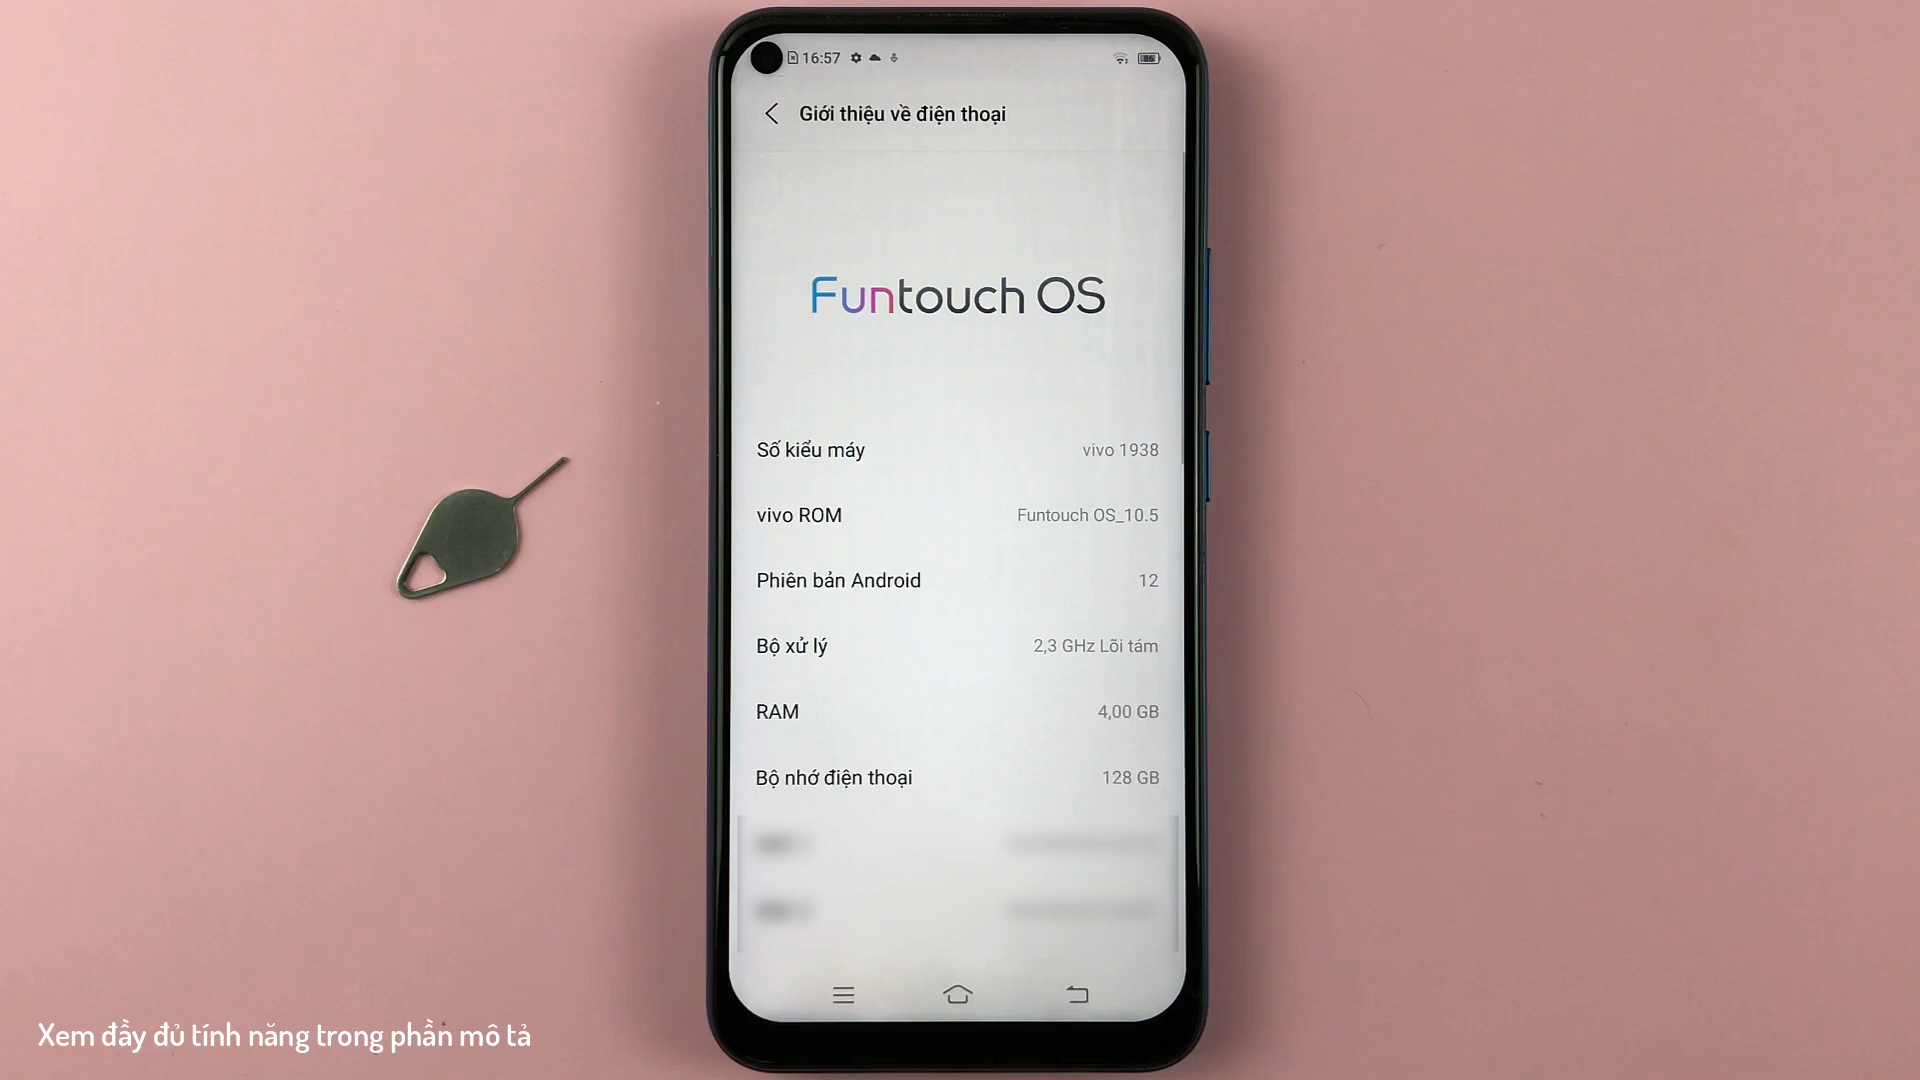 16:57
86
Giới thiệu về điện thoại
Funtouch OS
Số kiểu máy vivo 1938
vivo ROM Funtouch OS_10.5
Phiên bản Android 12
Bộ xử lý 2,3 GHz Lõi tám
RAM 4,00 GB
Bộ nhớ điện thoại 128 GB
Xem đầy đủ tính năng trong phần mô tả